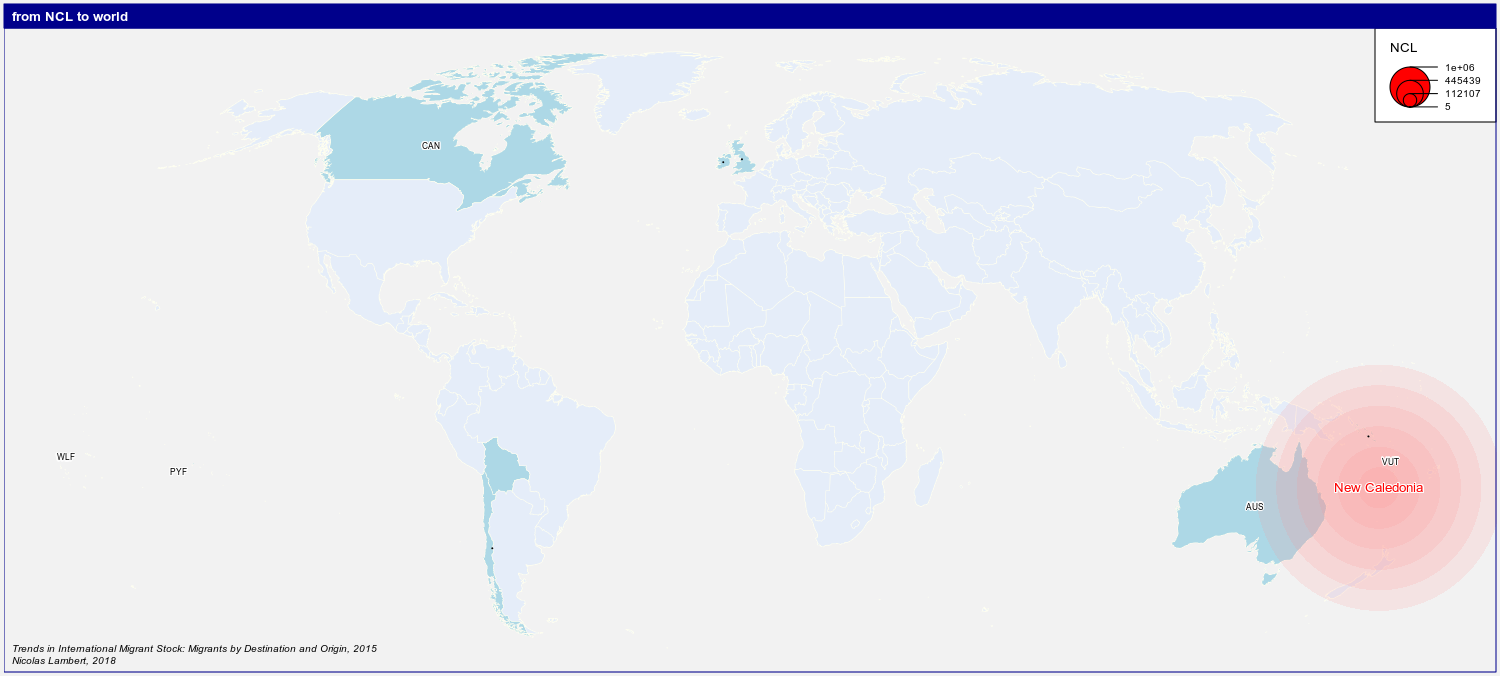 from NCL to world
NCL
1e+06
445439
112107
5
CAN
WLF
PYF
VUT
New Caledonia
AUS
Trends in International Migrant Stock: Migrants by Destination and Origin, 2015
Nicolas Lambert, 2018